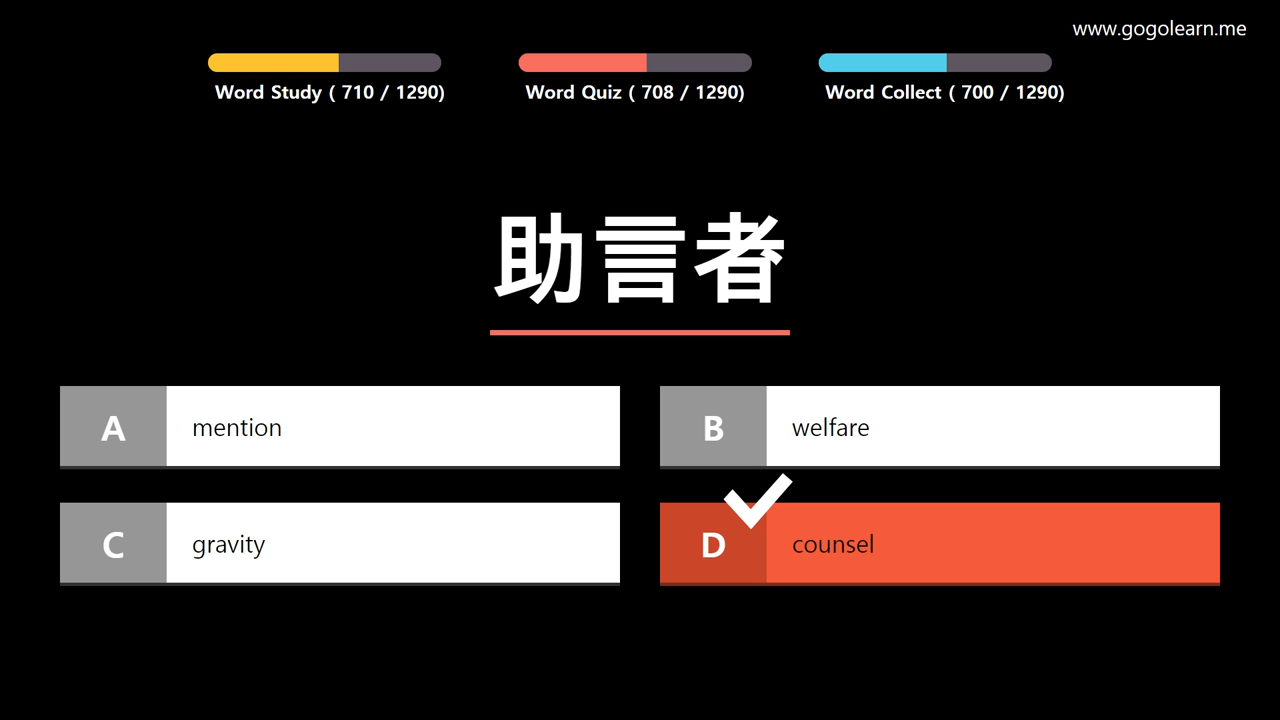 www.gogolearn.me
Word Study ( 710 / 1290)
Word Quiz ( 708 / 1290)
Word Collect ( 700 / 1290)
助言者
A mention
B welfare
C gravity
D counsel